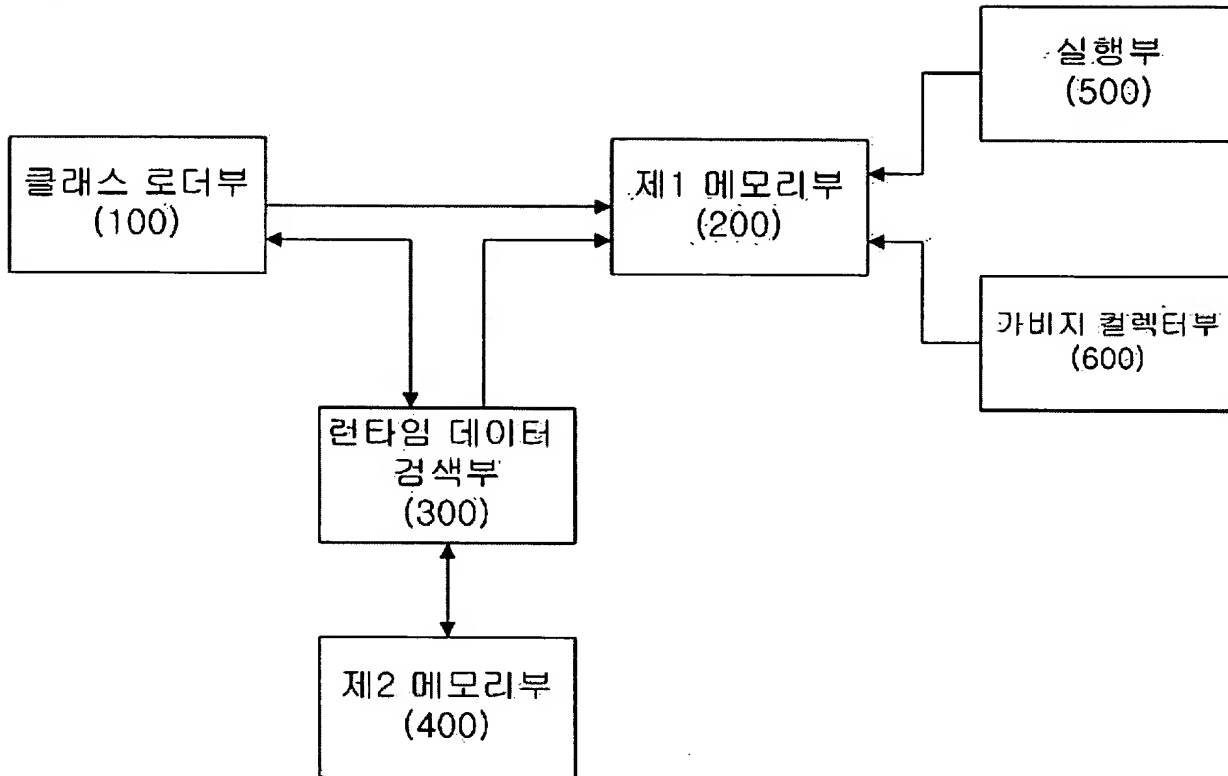 실행부
(500)
클래스 로더부
(100)
제1 메모리부
(200)
가비지 컬렉터부
(600)
런타임 데이터
검색부
(300)
제2 메모리부
(400)